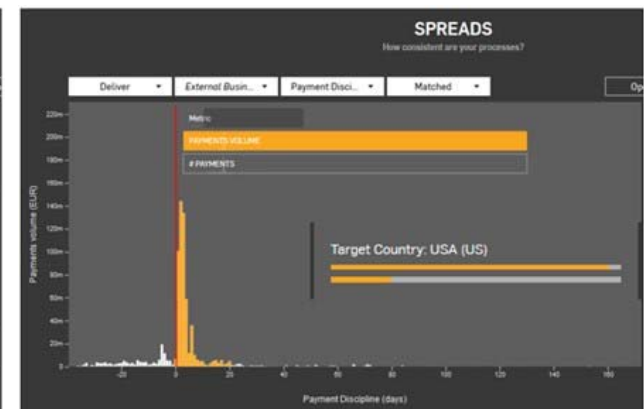 SPREADS
How consistent are your processes?
Deliver
External Busin...
Payment Disci...
Matched
Metric
PAYMENTS VOLUME
# PAYMENTS
Target Country: USA (US)
Payments volume (EUR)
220m
200m
180m
160m
140m
120m
100m
80m
60m
40m
20m
0
-20
0
20
40
60
80
100
120
140
160
Payment Discipline (days)